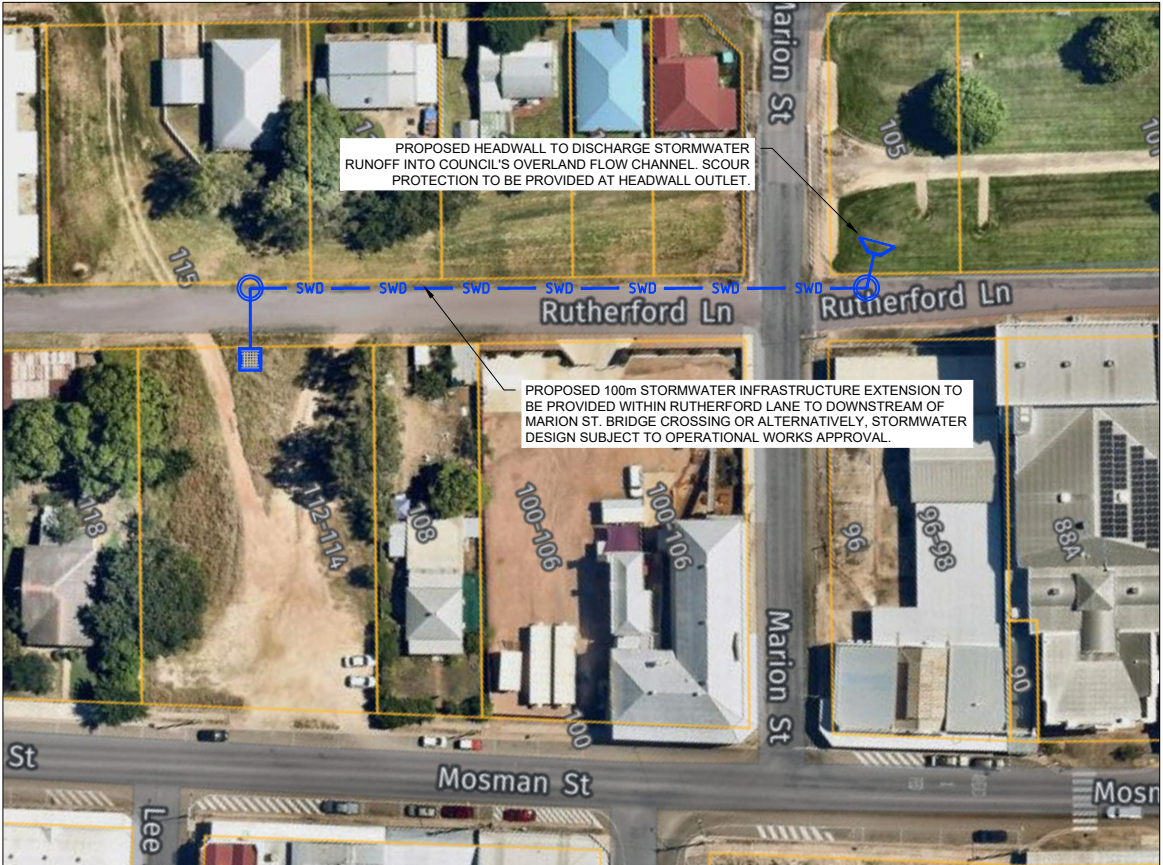 Marion St
PROPOSED HEADWALL TO DISCHARGE STORMWATER
RUNOFF INTO COUNCIL'S OVERLAND FLOW CHANNEL. SCOUR
PROTECTION TO BE PROVIDED AT HEADWALL OUTLET.
105
115
SWD SWD SWD SWD SWD SWD SWD
Rutherford Ln
Rutherford Ln
PROPOSED 100m STORMWATER INFRASTRUCTURE EXTENSION TO
BE PROVIDED WITHIN RUTHERFORD LANE TO DOWNSTREAM OF
MARION ST. BRIDGE CROSSING OR ALTERNATIVELY, STORMWATER
DESIGN SUBJECT TO OPERATIONAL WORKS APPROVAL.
118
112-114
108
100-106
100-106
96
96-98
88A
90
100
Marion St
St
Mosman St
Lee